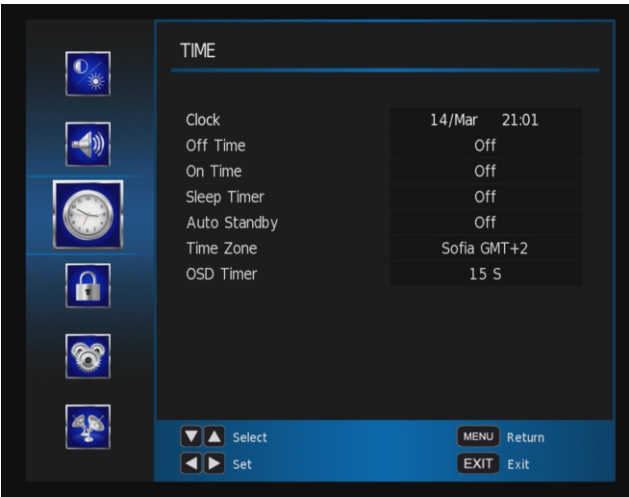 TIME
Clock 14/Mar 21:01
Off Time Off
On Time Off
Sleep Timer Off
Auto Standby Off
Time Zone Sofia GMT+2
OSD Timer 15 S
Select MENU Return
Set EXIT Exit